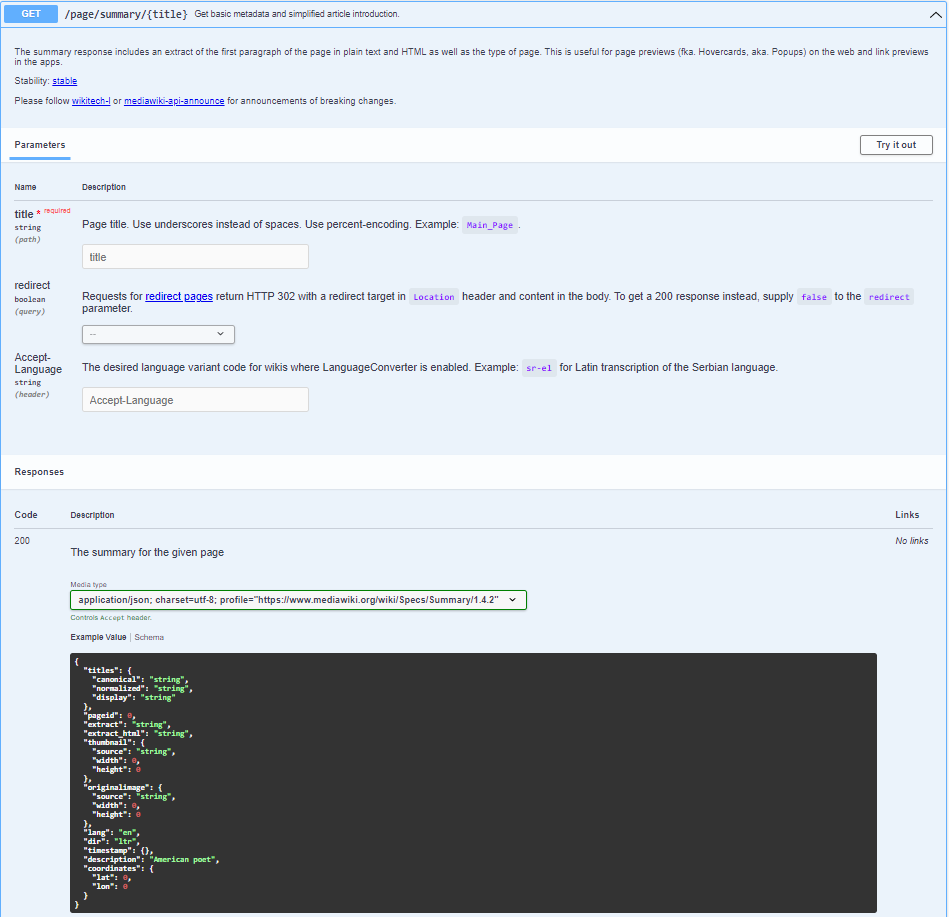 GET /page/summary/{title} Get basic metadata and simplified article introduction.
The summary response includes an extract of the first paragraph of the page in plain text and HTML as well as the type of page. This is useful for page previews (fka. Hovercards, aka. Popups) on the web and link previews
in the apps.
Stability: stable
Please follow wikitech-l or mediawiki-api-announce for announcements of breaking changes.
Parameters
Try it out
Name Description
title * required
string
(path)
Page title. Use underscores instead of spaces. Use percent-encoding. Example: Main_Page .
title
redirect
boolean
(query)
Requests for redirect pages return HTTP 302 with a redirect target in Location header and content in the body. To get a 200 response instead, supply false to the redirect
parameter.
--
Accept-
Language
string
(header)
The desired language variant code for wikis where LanguageConverter is enabled. Example: sr-el for Latin transcription of the Serbian language.
Accept-Language
Responses
Code Description Links
200
The summary for the given page
No links
Media type
application/json; charset=utf-8; profile="https://www.mediawiki.org/wiki/Specs/Summary/1.4.2"
Controls Accept header.
Example Value | Schema
{
"titles": {
"canonical": "string",
"normalized": "string",
"display": "string"
},
"pageid": 0,
"extract": "string",
"extract_html": "string",
"thumbnail": {
"source": "string",
"width": 0,
"height": 0
},
"originalimage": {
"source": "string",
"width": 0,
"height": 0
},
"lang": "en",
"dir": "ltr",
"timestamp": {},
"description": "American poet",
"coordinates": {
"lat": 0,
"lon": 0
}
}